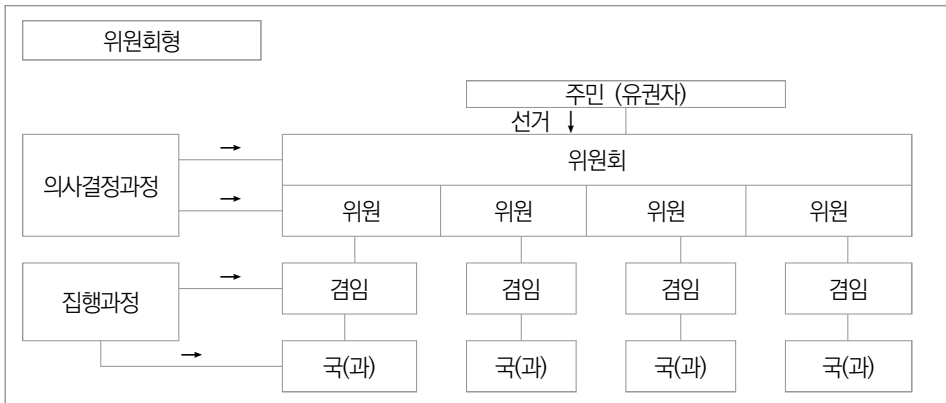 위원회형
주민 (유권자)
선거
의사결정과정
위원회
위원 위원 위원 위원
집행과정
겸임 겸임 겸임 겸임
국(과) 국(과) 국(과) 국(과)